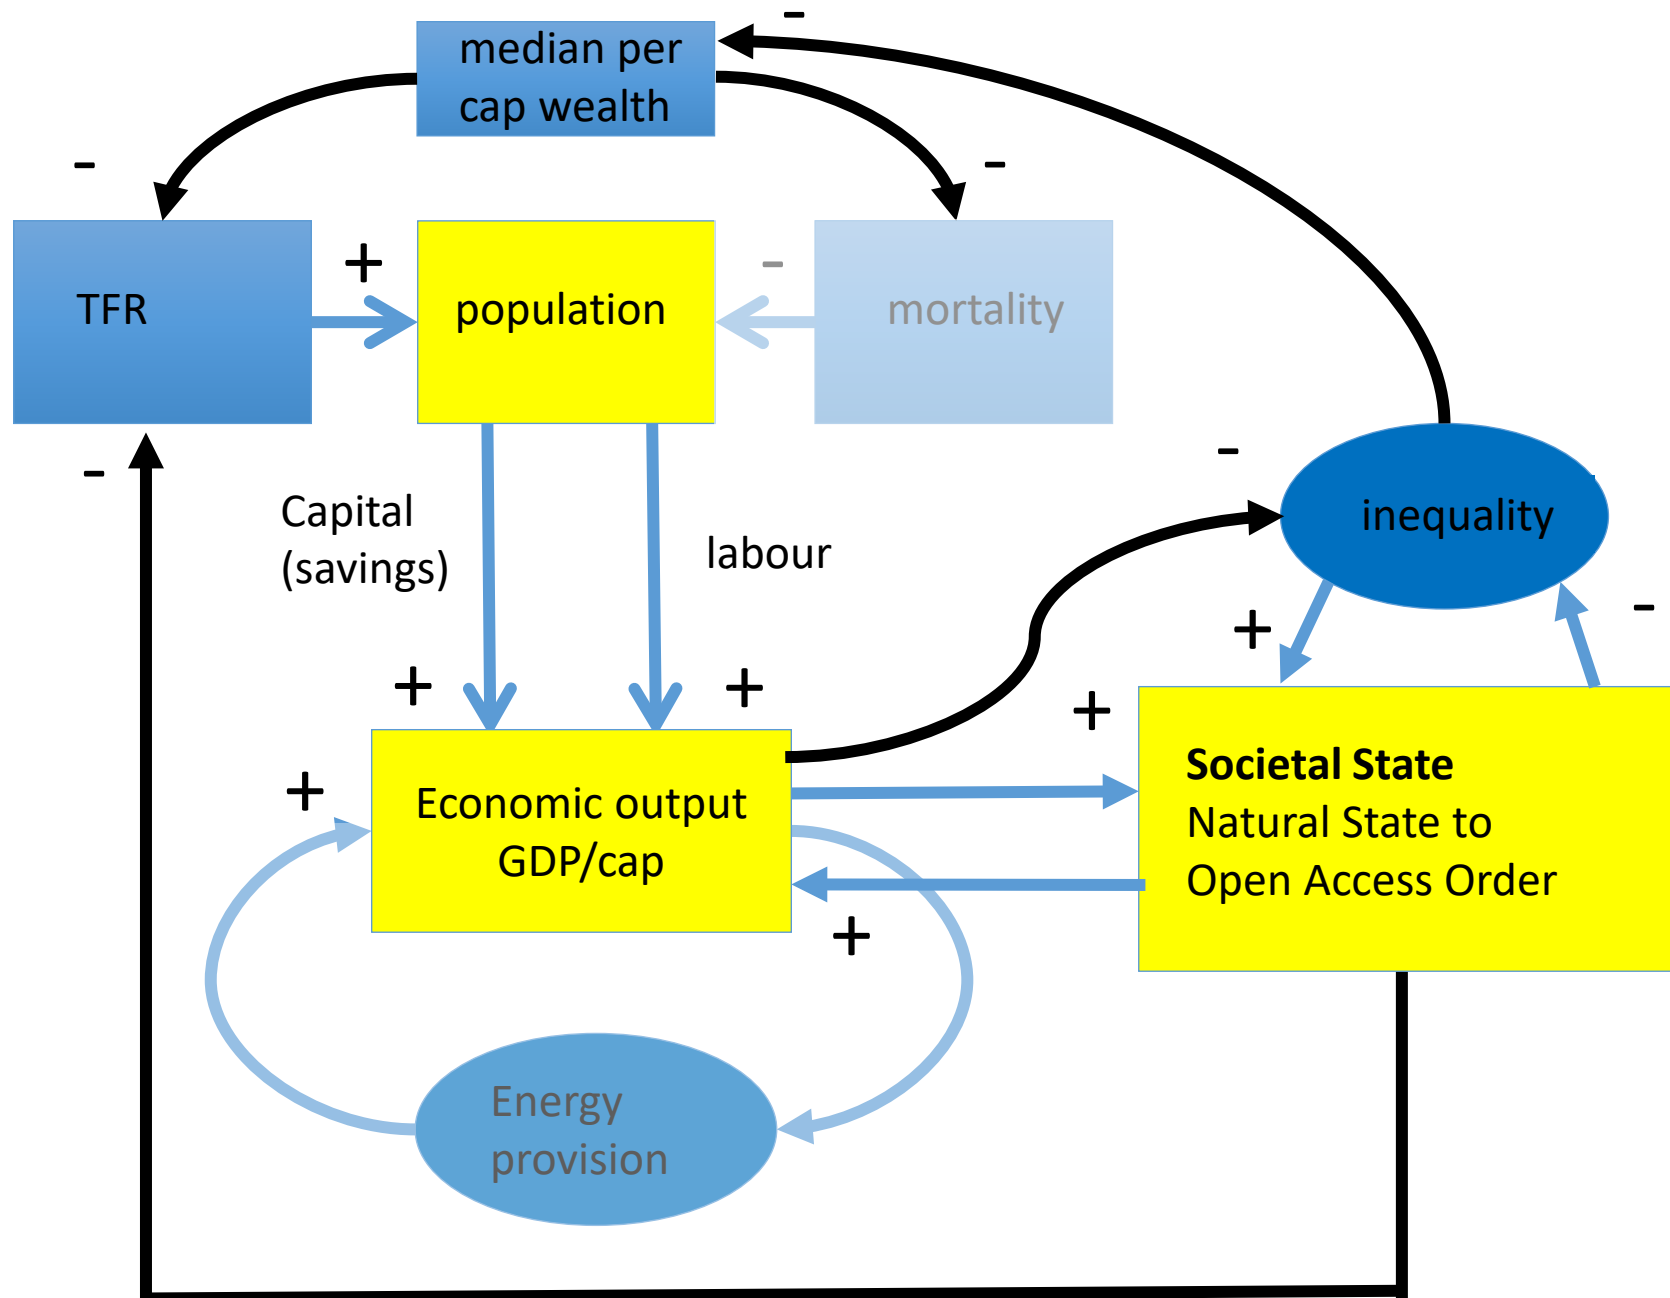 -
median per
cap wealth
-
-
TFR
+
population
-
mortality
-
-
Capital
(savings)
labour
inequality
+
-
+
+
+
+
Societal State
Natural State to
Open Access Order
Economic output
GDP/cap
+
Energy
provision